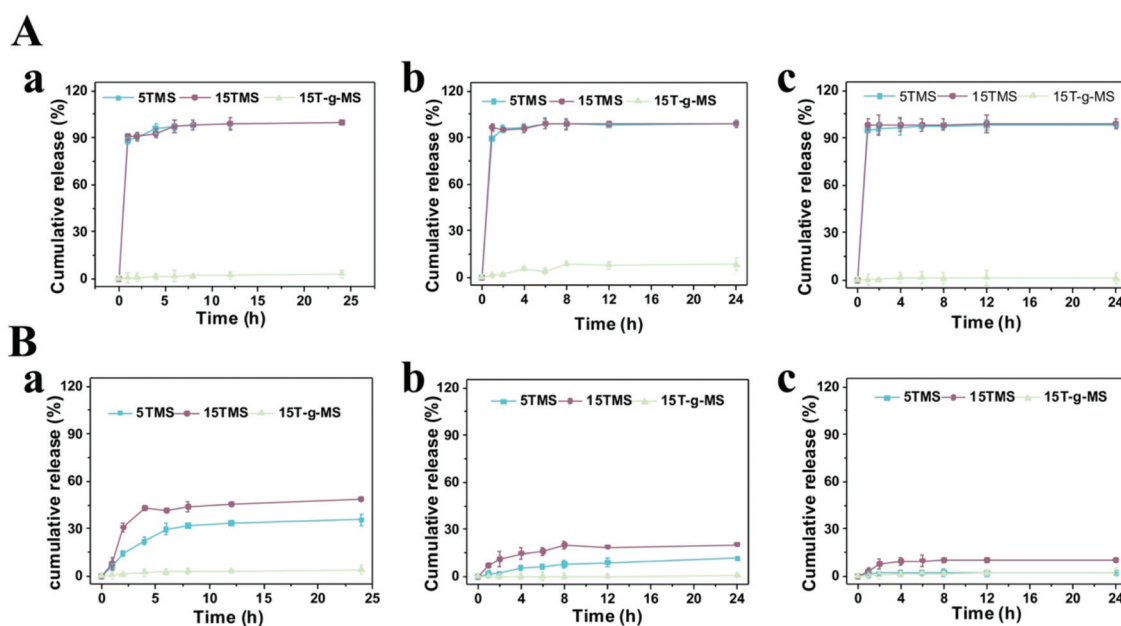 A
a
b
c
5TMS 15TMS 15T-g-MS
5TMS 15TMS 15T-g-MS
5TMS 15TMS 15T-g-MS
Cumulative release (%)
120
90
60
30
0
0 5 10 15 20 25
Time (h)
Cumulative release (%)
120
90
60
30
0
0 4 8 12 16 20 24
Time (h)
Cumulative release (%)
120
90
60
30
0
0 4 8 12 16 20 24
Time (h)
B
a
b
c
5TMS 15TMS 15T-g-MS
5TMS 15TMS 15T-g-MS
5TMS 15TMS 15T-g-MS
cumulative release (%)
120
90
60
30
0
0 5 10 15 20 25
Time (h)
Cumulative release (%)
120
90
60
30
0
0 4 8 12 16 20 24
Time (h)
Cumulative release (%)
120
90
60
30
0
0 4 8 12 16 20 24
Time (h)